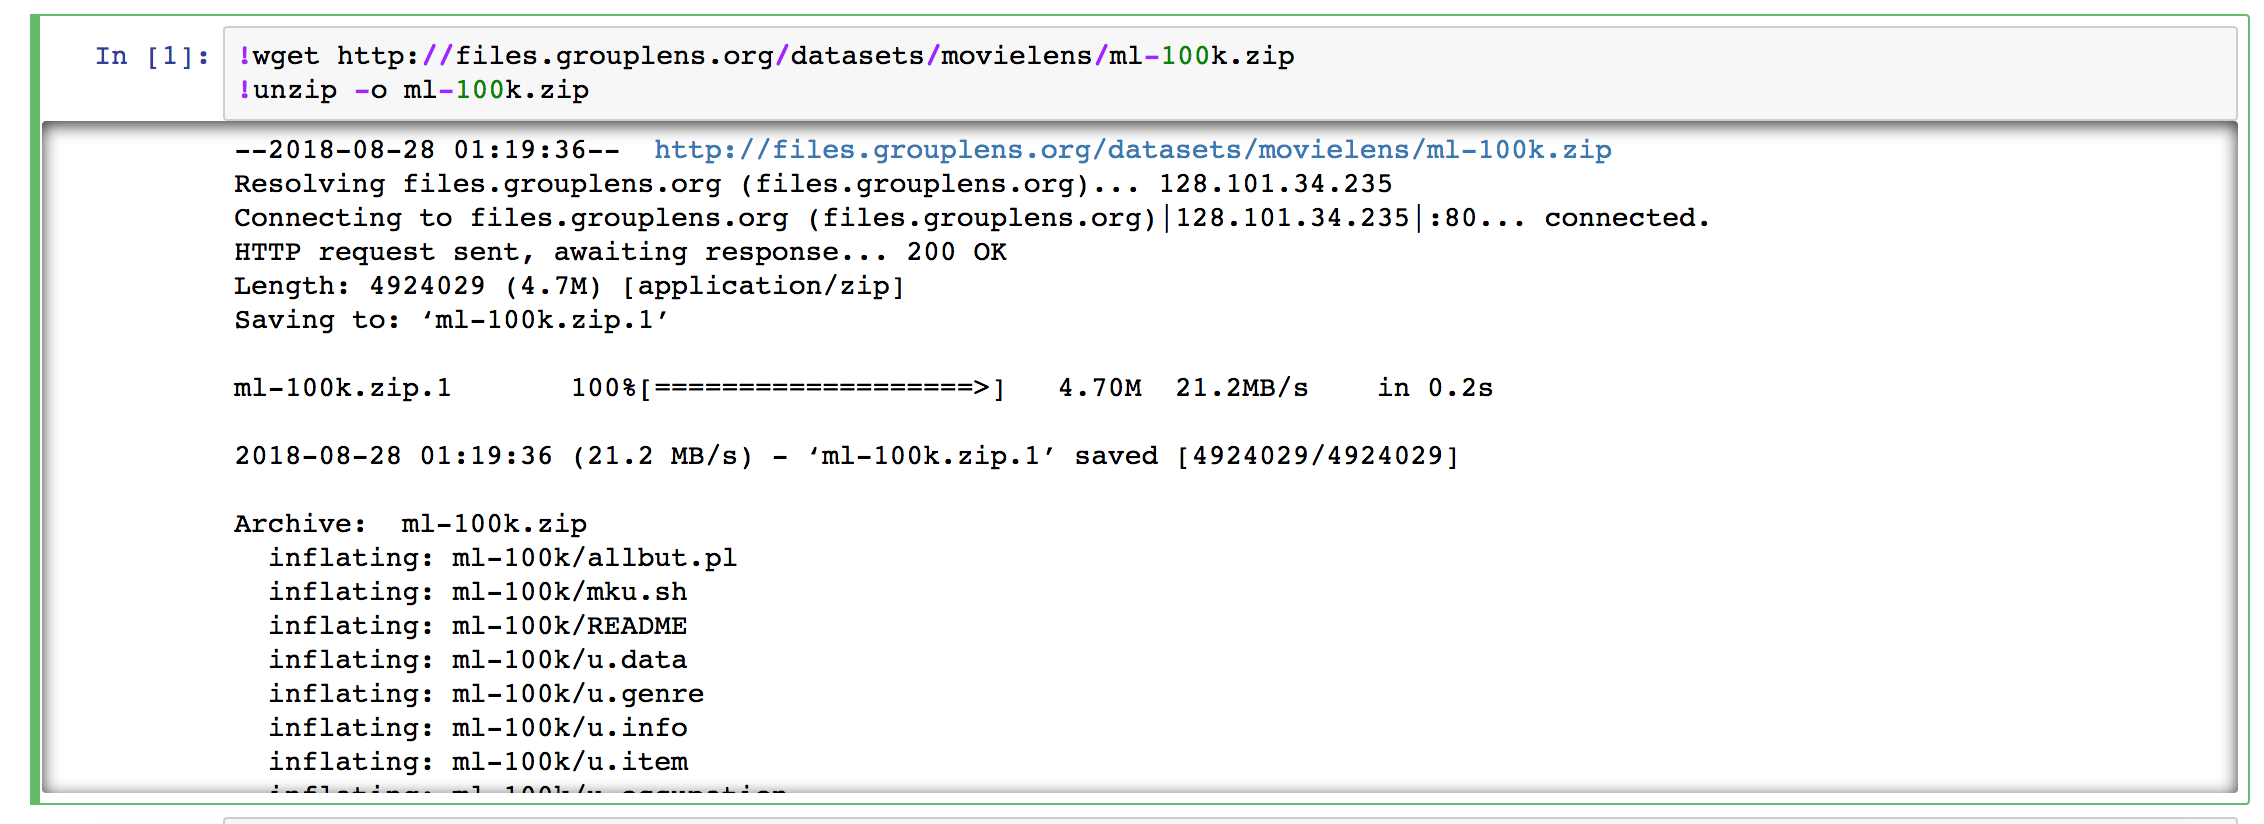 In [1]: !wget http://files.grouplens.org/datasets/movielens/ml-100k.zip
!unzip -o ml-100k.zip
--2018-08-28 01:19:36--  http://files.grouplens.org/datasets/movielens/ml-100k.zip
Resolving files.grouplens.org (files.grouplens.org)... 128.101.34.235
Connecting to files.grouplens.org (files.grouplens.org)|128.101.34.235|:80... connected.
HTTP request sent, awaiting response... 200 OK
Length: 4924029 (4.7M) [application/zip]
Saving to: ‘ml-100k.zip.1’
ml-100k.zip.1       100%[===================>]   4.70M  21.2MB/s    in 0.2s
2018-08-28 01:19:36 (21.2 MB/s) - ‘ml-100k.zip.1’ saved [4924029/4924029]
Archive:  ml-100k.zip
inflating: ml-100k/allbut.pl
inflating: ml-100k/mku.sh
inflating: ml-100k/README
inflating: ml-100k/u.data
inflating: ml-100k/u.genre
inflating: ml-100k/u.info
inflating: ml-100k/u.item
inflating: ml-100k/u.occupation